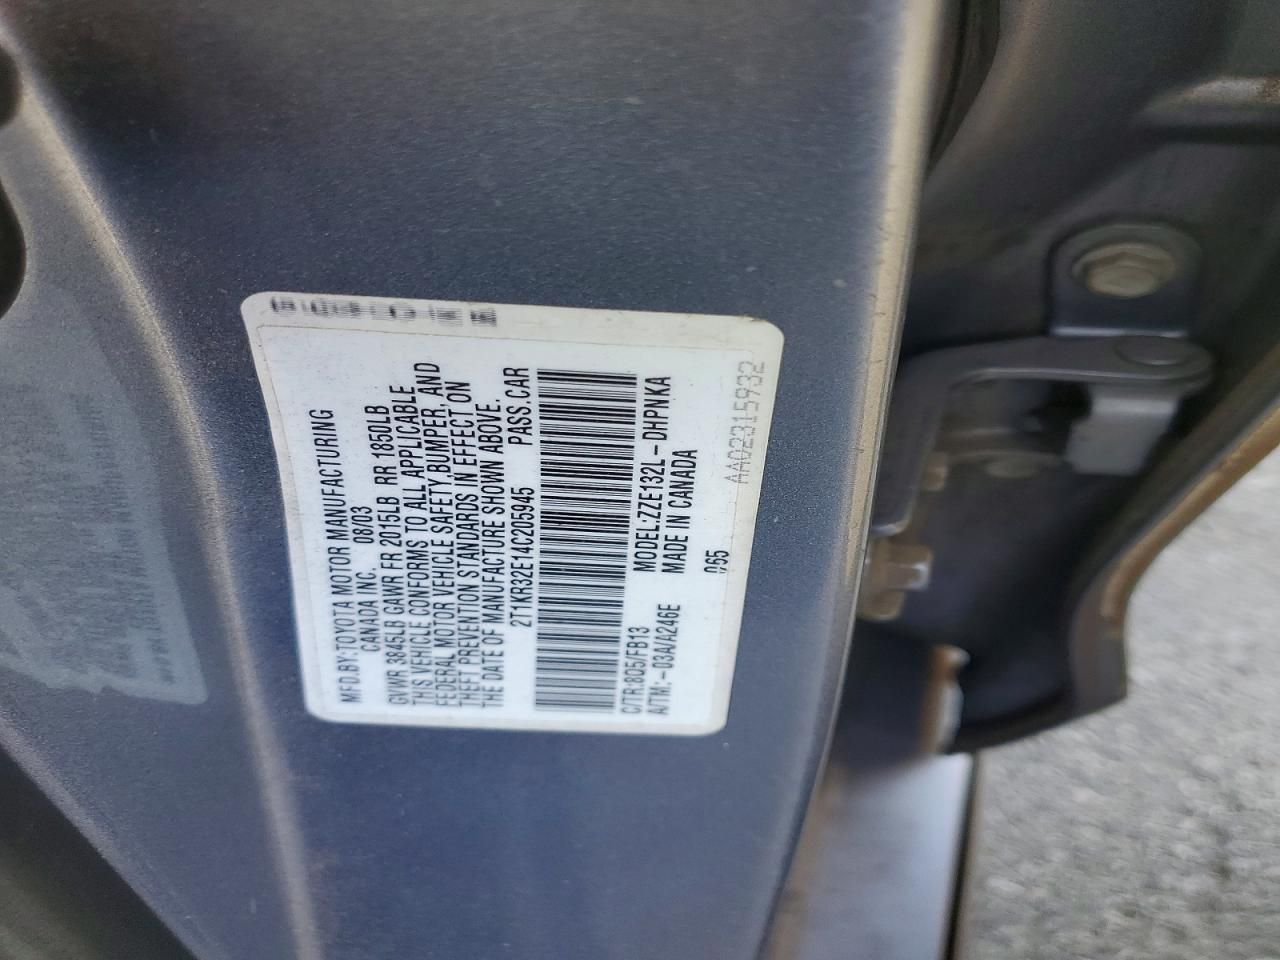 MFD.BY:TOYOTA MOTOR MANUFACTURING
CANADA INC. 08/03
GVWR 3845LB GAWR FR 2015LB RR 1850LB
THIS VEHICLE CONFORMS TO ALL APPLICABLE
FEDERAL MOTOR VEHICLE SAFETY,BUMPER, AND
THEFT PREVENTION STANDARDS IN EFFECT ON
THE DATE OF MANUFACTURE SHOWN ABOVE.
2T1KR32E14C205945 PASS.CAR
C/TR:8Q5/FB13 MODEL:ZZE132L-DHPNKA
A/TM:-03A/A246E MADE IN CANADA
065
AA02315932